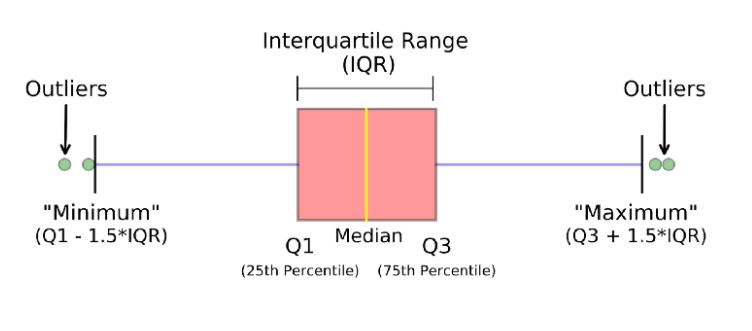 Interquartile Range
(IQR)
Outliers
Outliers
"Minimum"
(Q1 - 1.5*IQR)
"Maximum"
(Q3 + 1.5*IQR)
Q1
Median
Q3
(25th Percentile)
(75th Percentile)